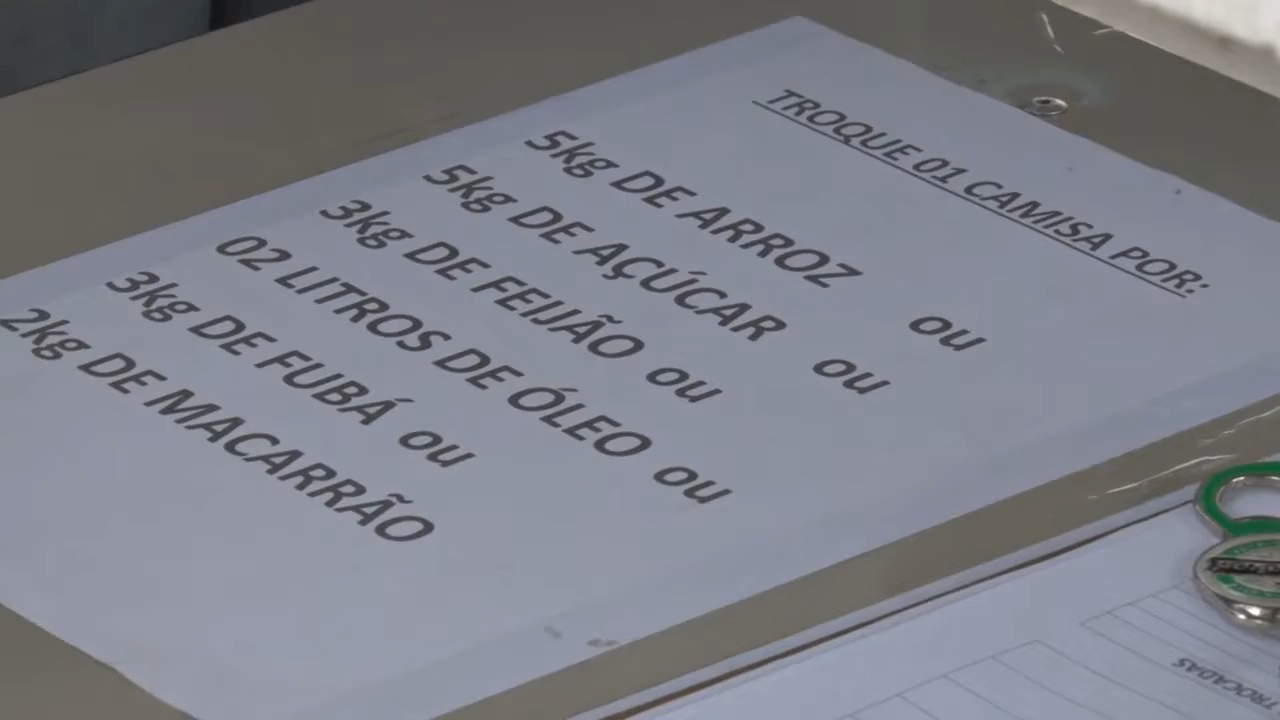 TROQUE 01 CAMISA POR:
5kg DE ARROZ ou
5kg DE AÇÚCAR ou
3kg DE FEIJÃO ou
02 LITROS DE ÓLEO ou
3kg DE FUBÁ ou
2kg DE MACARRÃO
TROCADAS